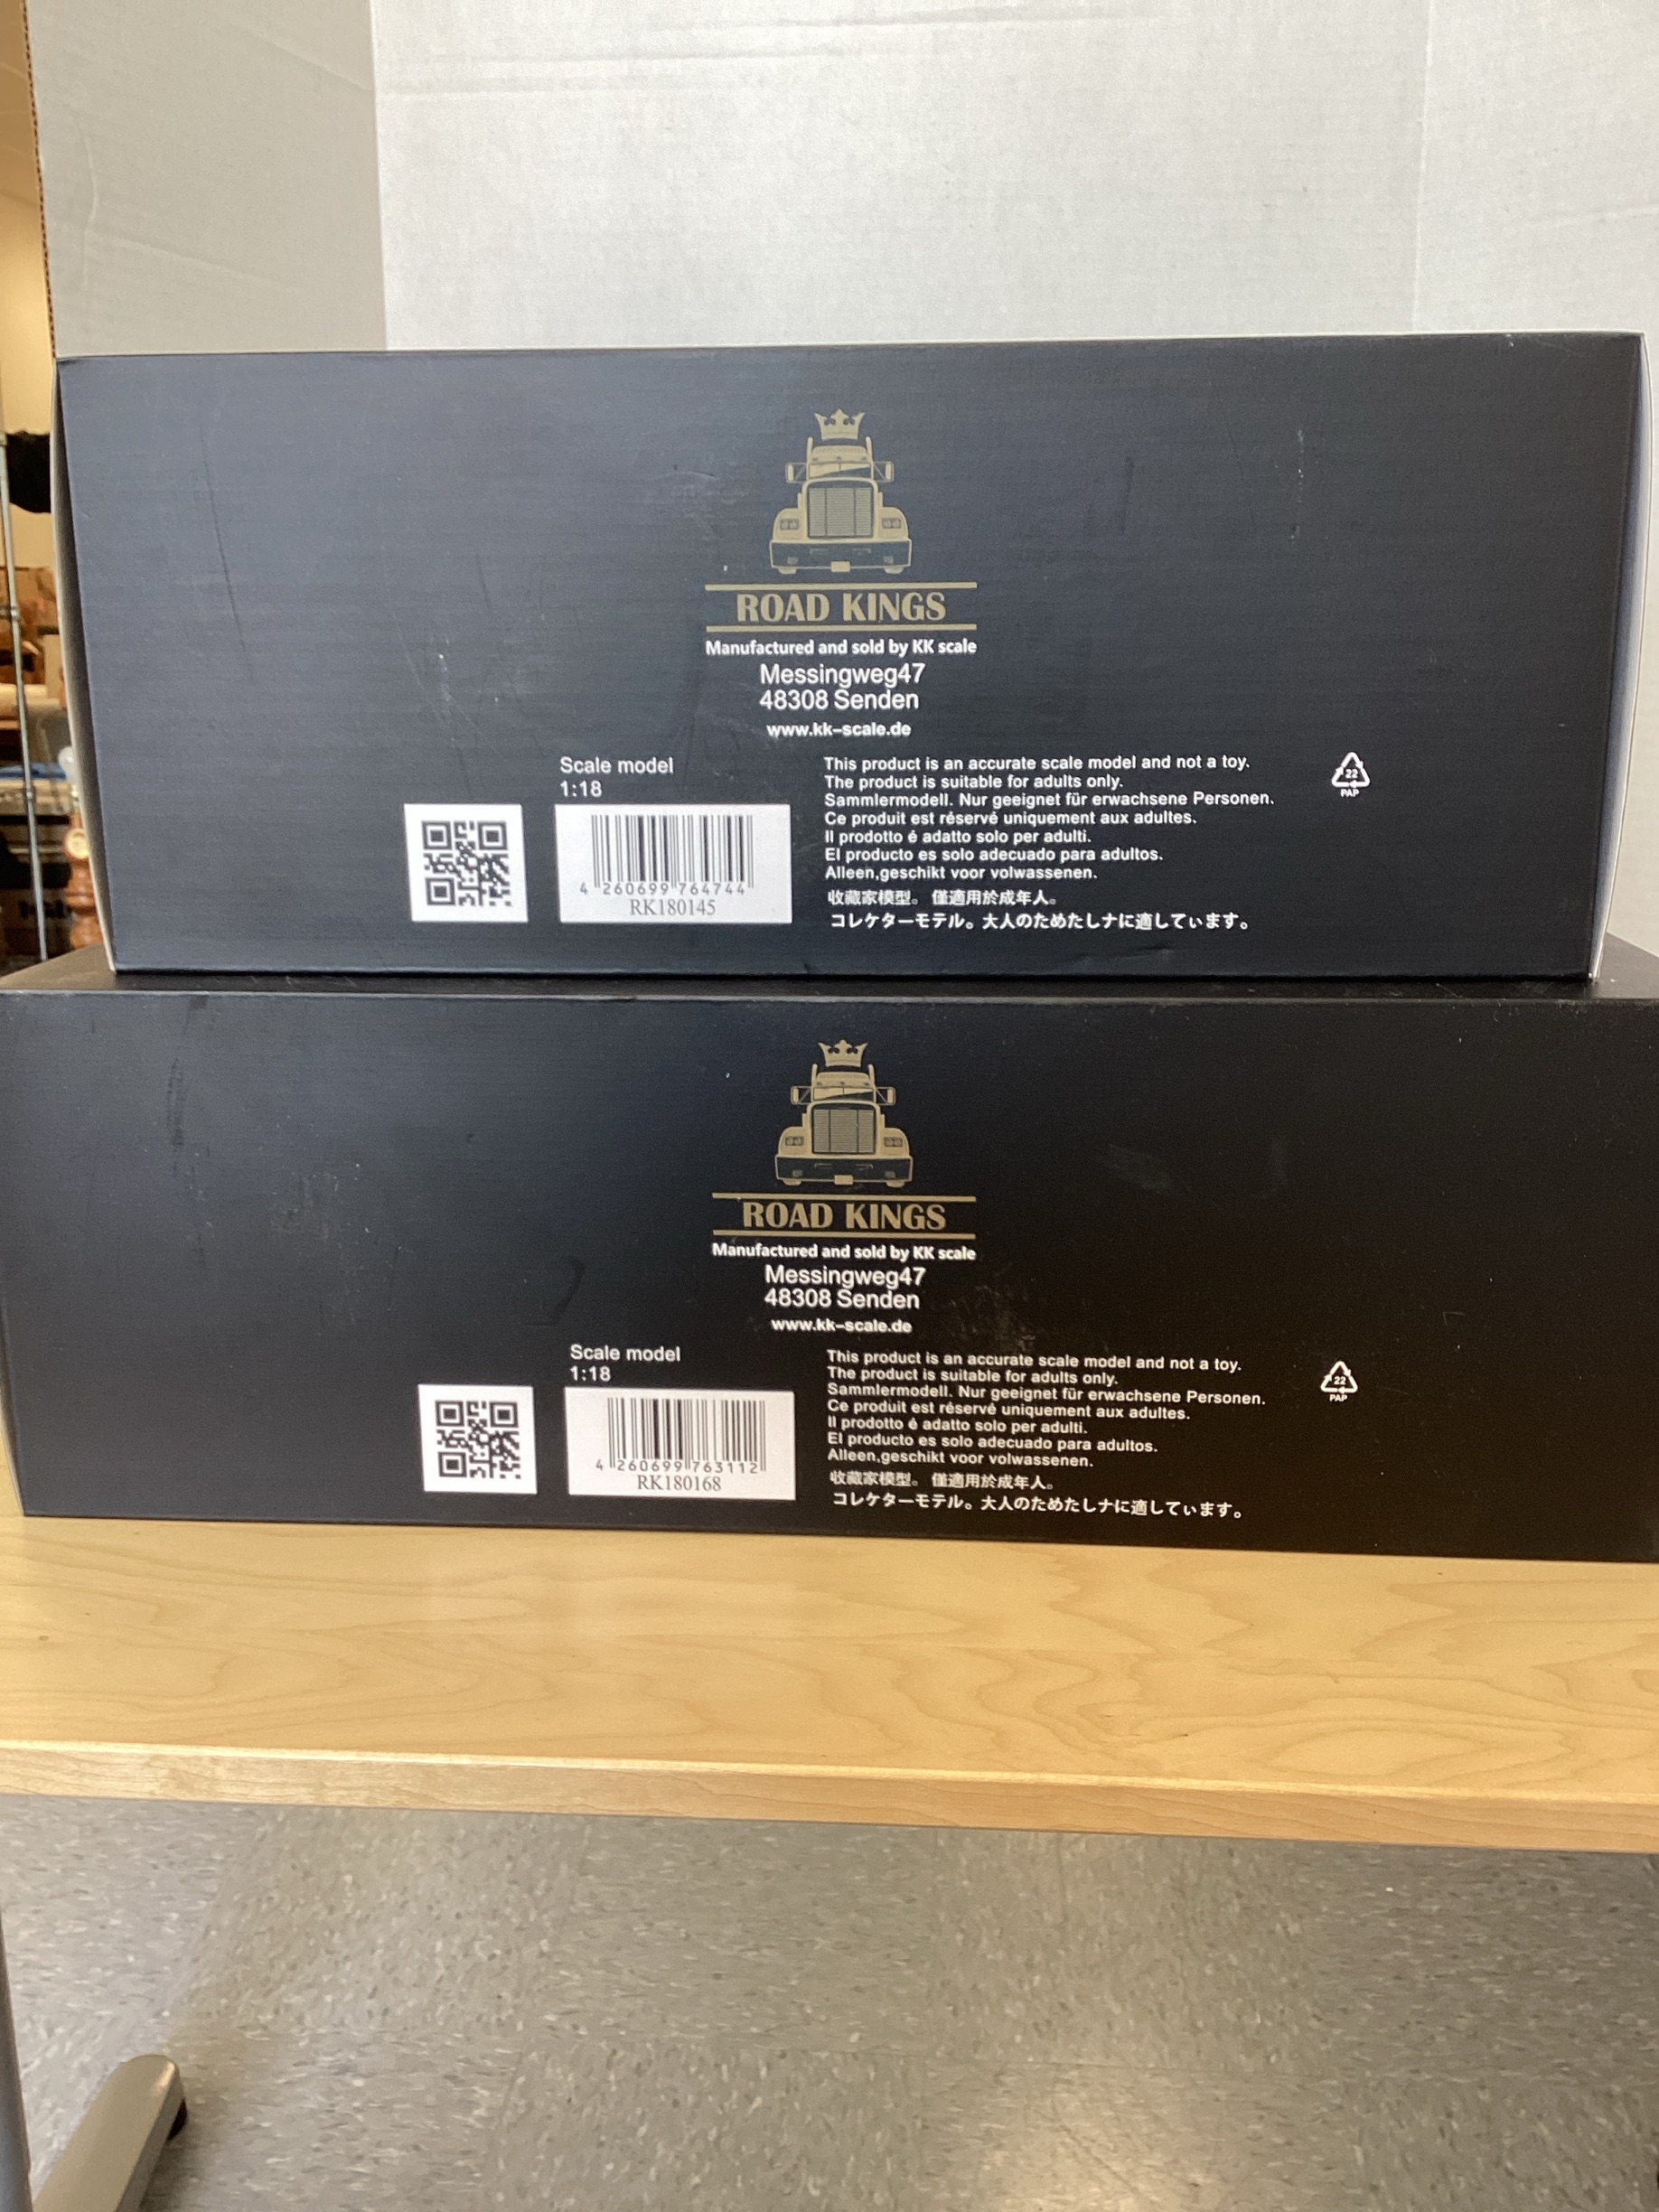 ROAD KINGS
Manufactured and sold by KK scale
Messingweg47
48308 Senden
www.kk-scale.de
Scale model
1:18
4 260699 764744
RK180145
This product is an accurate scale model and not a toy.
The product is suitable for adults only.
Sammlermodell. Nur geeignet für erwachsene Personen.
Ce produit est réservé uniquement aux adultes.
Il prodotto é adatto solo per adulti.
El producto es solo adecuado para adultos.
Alleen,geschikt voor volwassenen.
收藏家模型。僅適用於成年人。
コレケターモテル。大人のためたしナに適してぃます。
22
PAP
ROAD KINGS
Manufactured and sold by KK scale
Messingweg47
48308 Senden
www.kk-scale.de
Scale model
1:18
4 260699 763112
RK180168
This product is an accurate scale model and not a toy.
The product is suitable for adults only.
Sammlermodell. Nur geeignet für erwachsene Personen.
Ce produit est réservé uniquement aux adultes.
Il prodotto é adatto solo per adulti.
El producto es solo adecuado para adultos.
Alleen,geschikt voor volwassenen.
收藏家模型。僅適用於成年人。
コレケターモテル。大人のためたしナに適してぃます。
22
PAP